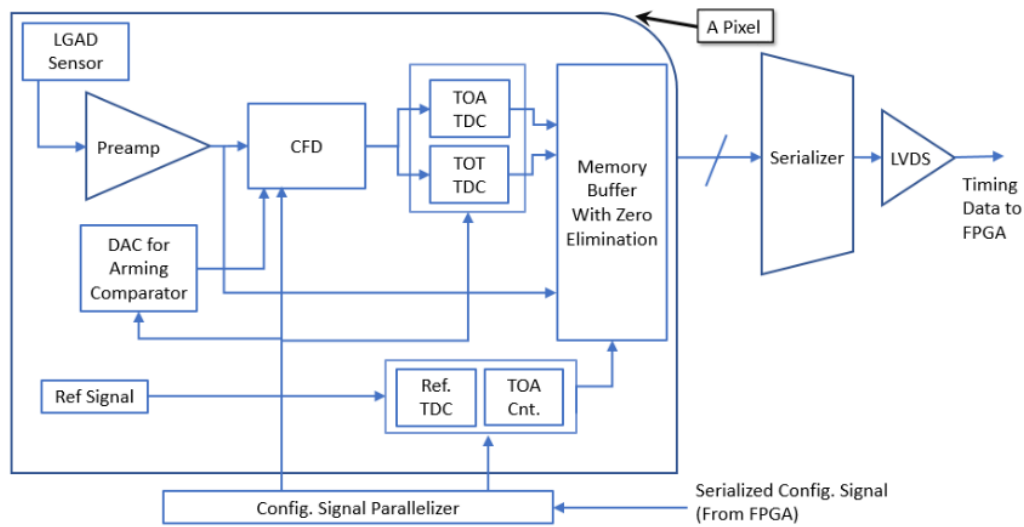 A Pixel
LGAD
Sensor
Preamp
CFD
TOA
TDC
TOT
TDC
Memory
Buffer
With Zero
Elimination
Serializer
LVDS
Timing
Data to
FPGA
DAC for
Arming
Comparator
Ref Signal
Ref.
TDC
TOA
Cnt.
Config. Signal Parallelizer
Serialized Config. Signal
(From FPGA)